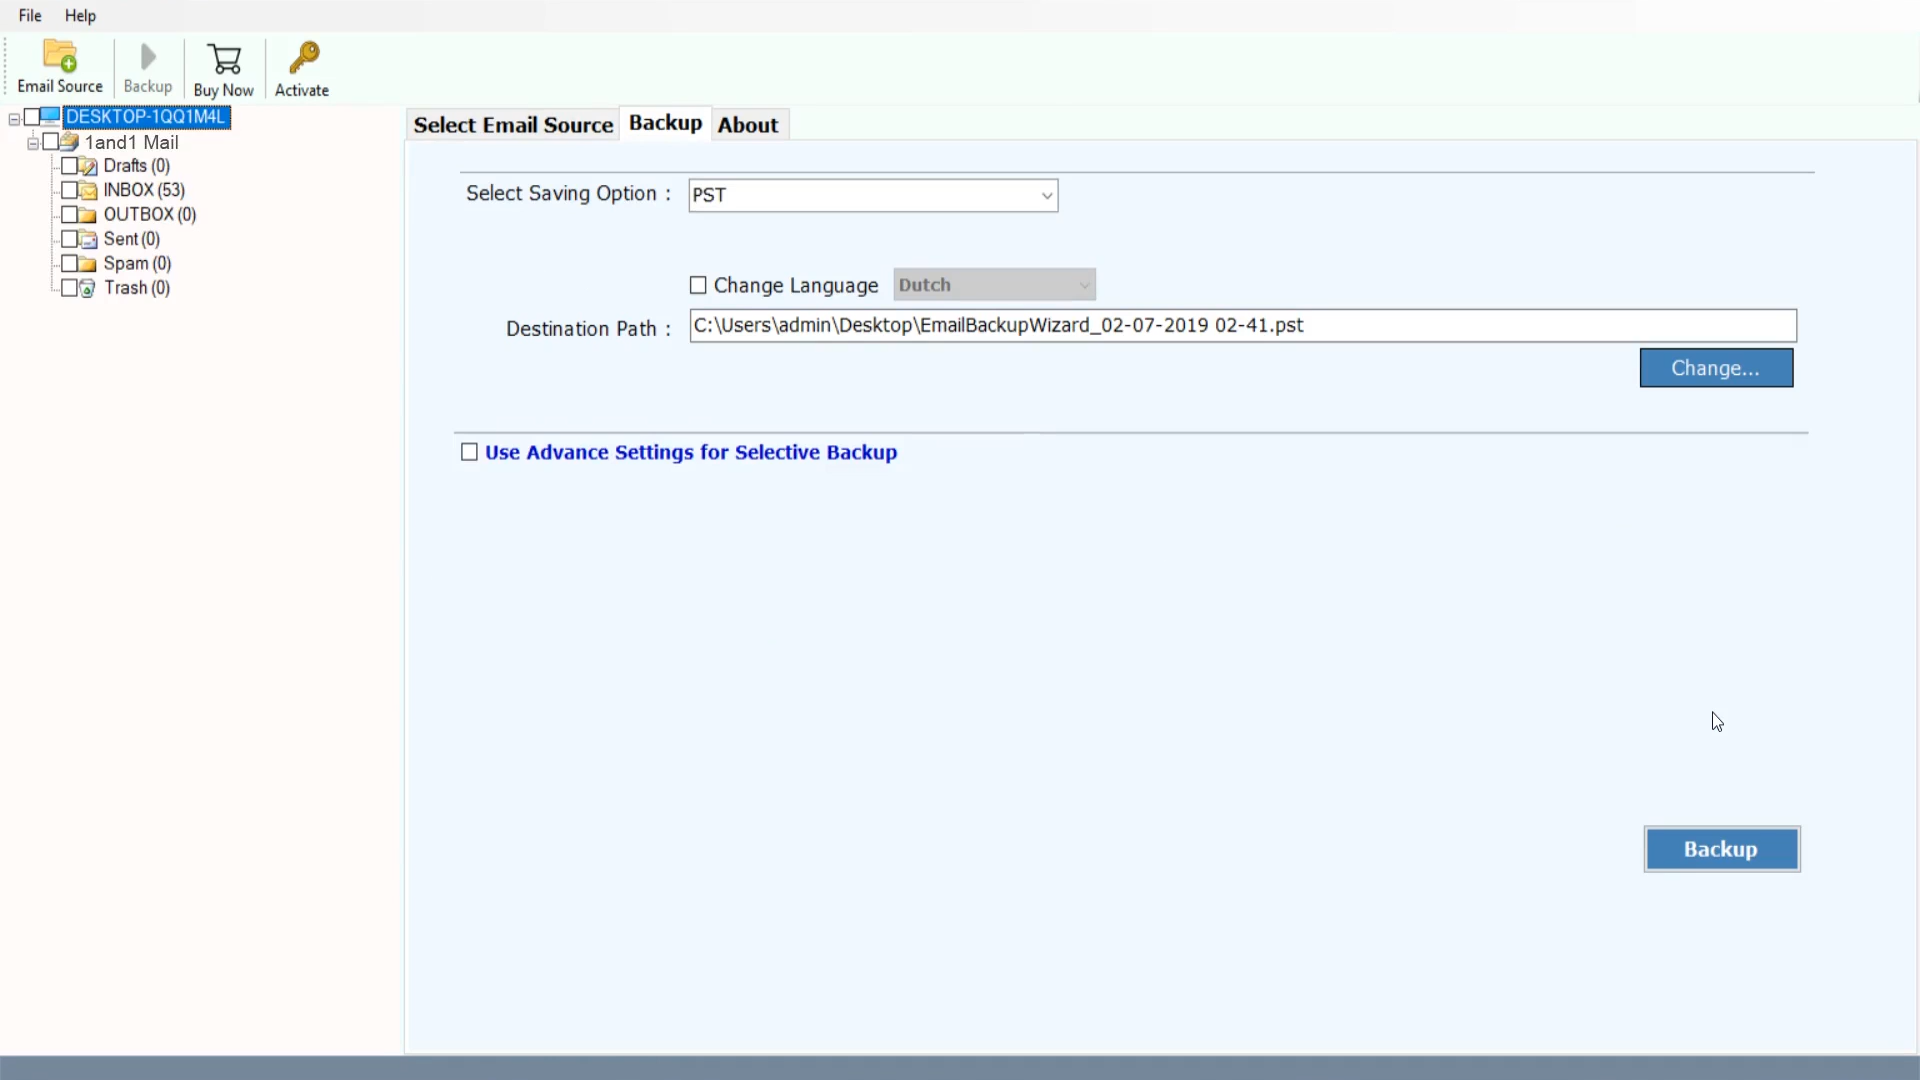 File Help
Email Source Backup Buy Now Activate
DESKTOP-1QQ1M4L
1and1 Mail
Drafts (0)
INBOX (53)
OUTBOX (0)
Sent (0)
Spam (0)
Trash (0)
Select Email Source Backup About
Select Saving Option : PST
Change Language Dutch
Destination Path : C:\Users\admin\Desktop\EmailBackupWizard_02-07-2019 02-41.pst
Change...
Use Advance Settings for Selective Backup
Backup